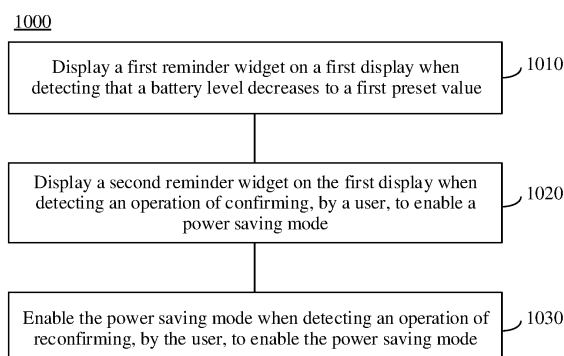 1000
Display a first reminder widget on a first display when
detecting that a battery level decreases to a first preset value
1010
Display a second reminder widget on the first display when
detecting an operation of confirming, by a user, to enable a
power saving mode
1020
Enable the power saving mode when detecting an operation of
reconfirming, by the user, to enable the power saving mode
1030